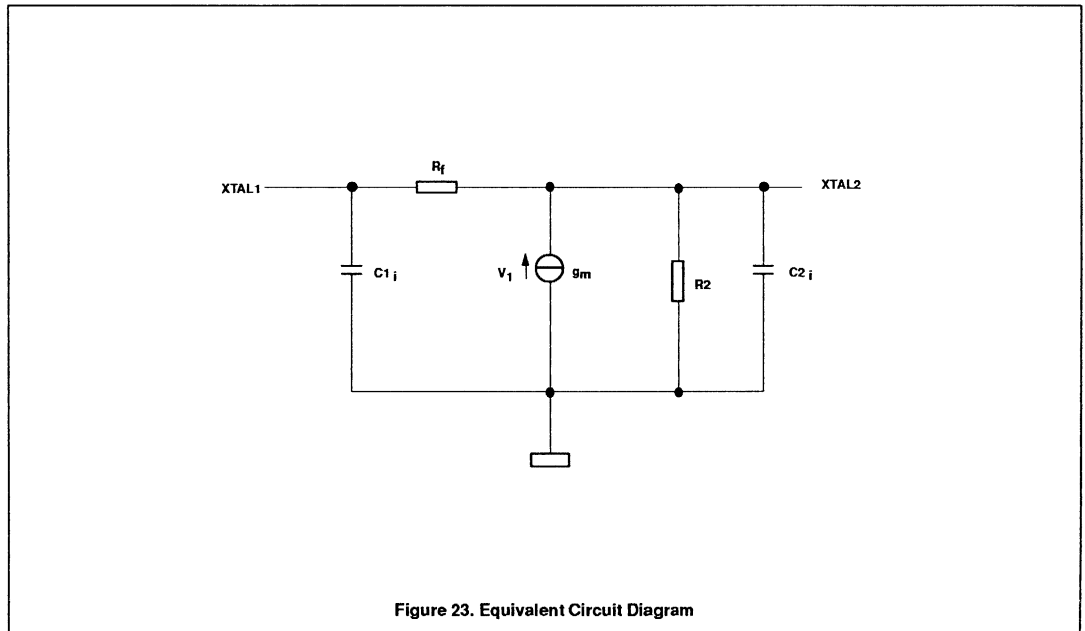 Rf
XTAL1
XTAL2
C1 i
V1
gm
R2
C2 i
Figure 23. Equivalent Circuit Diagram